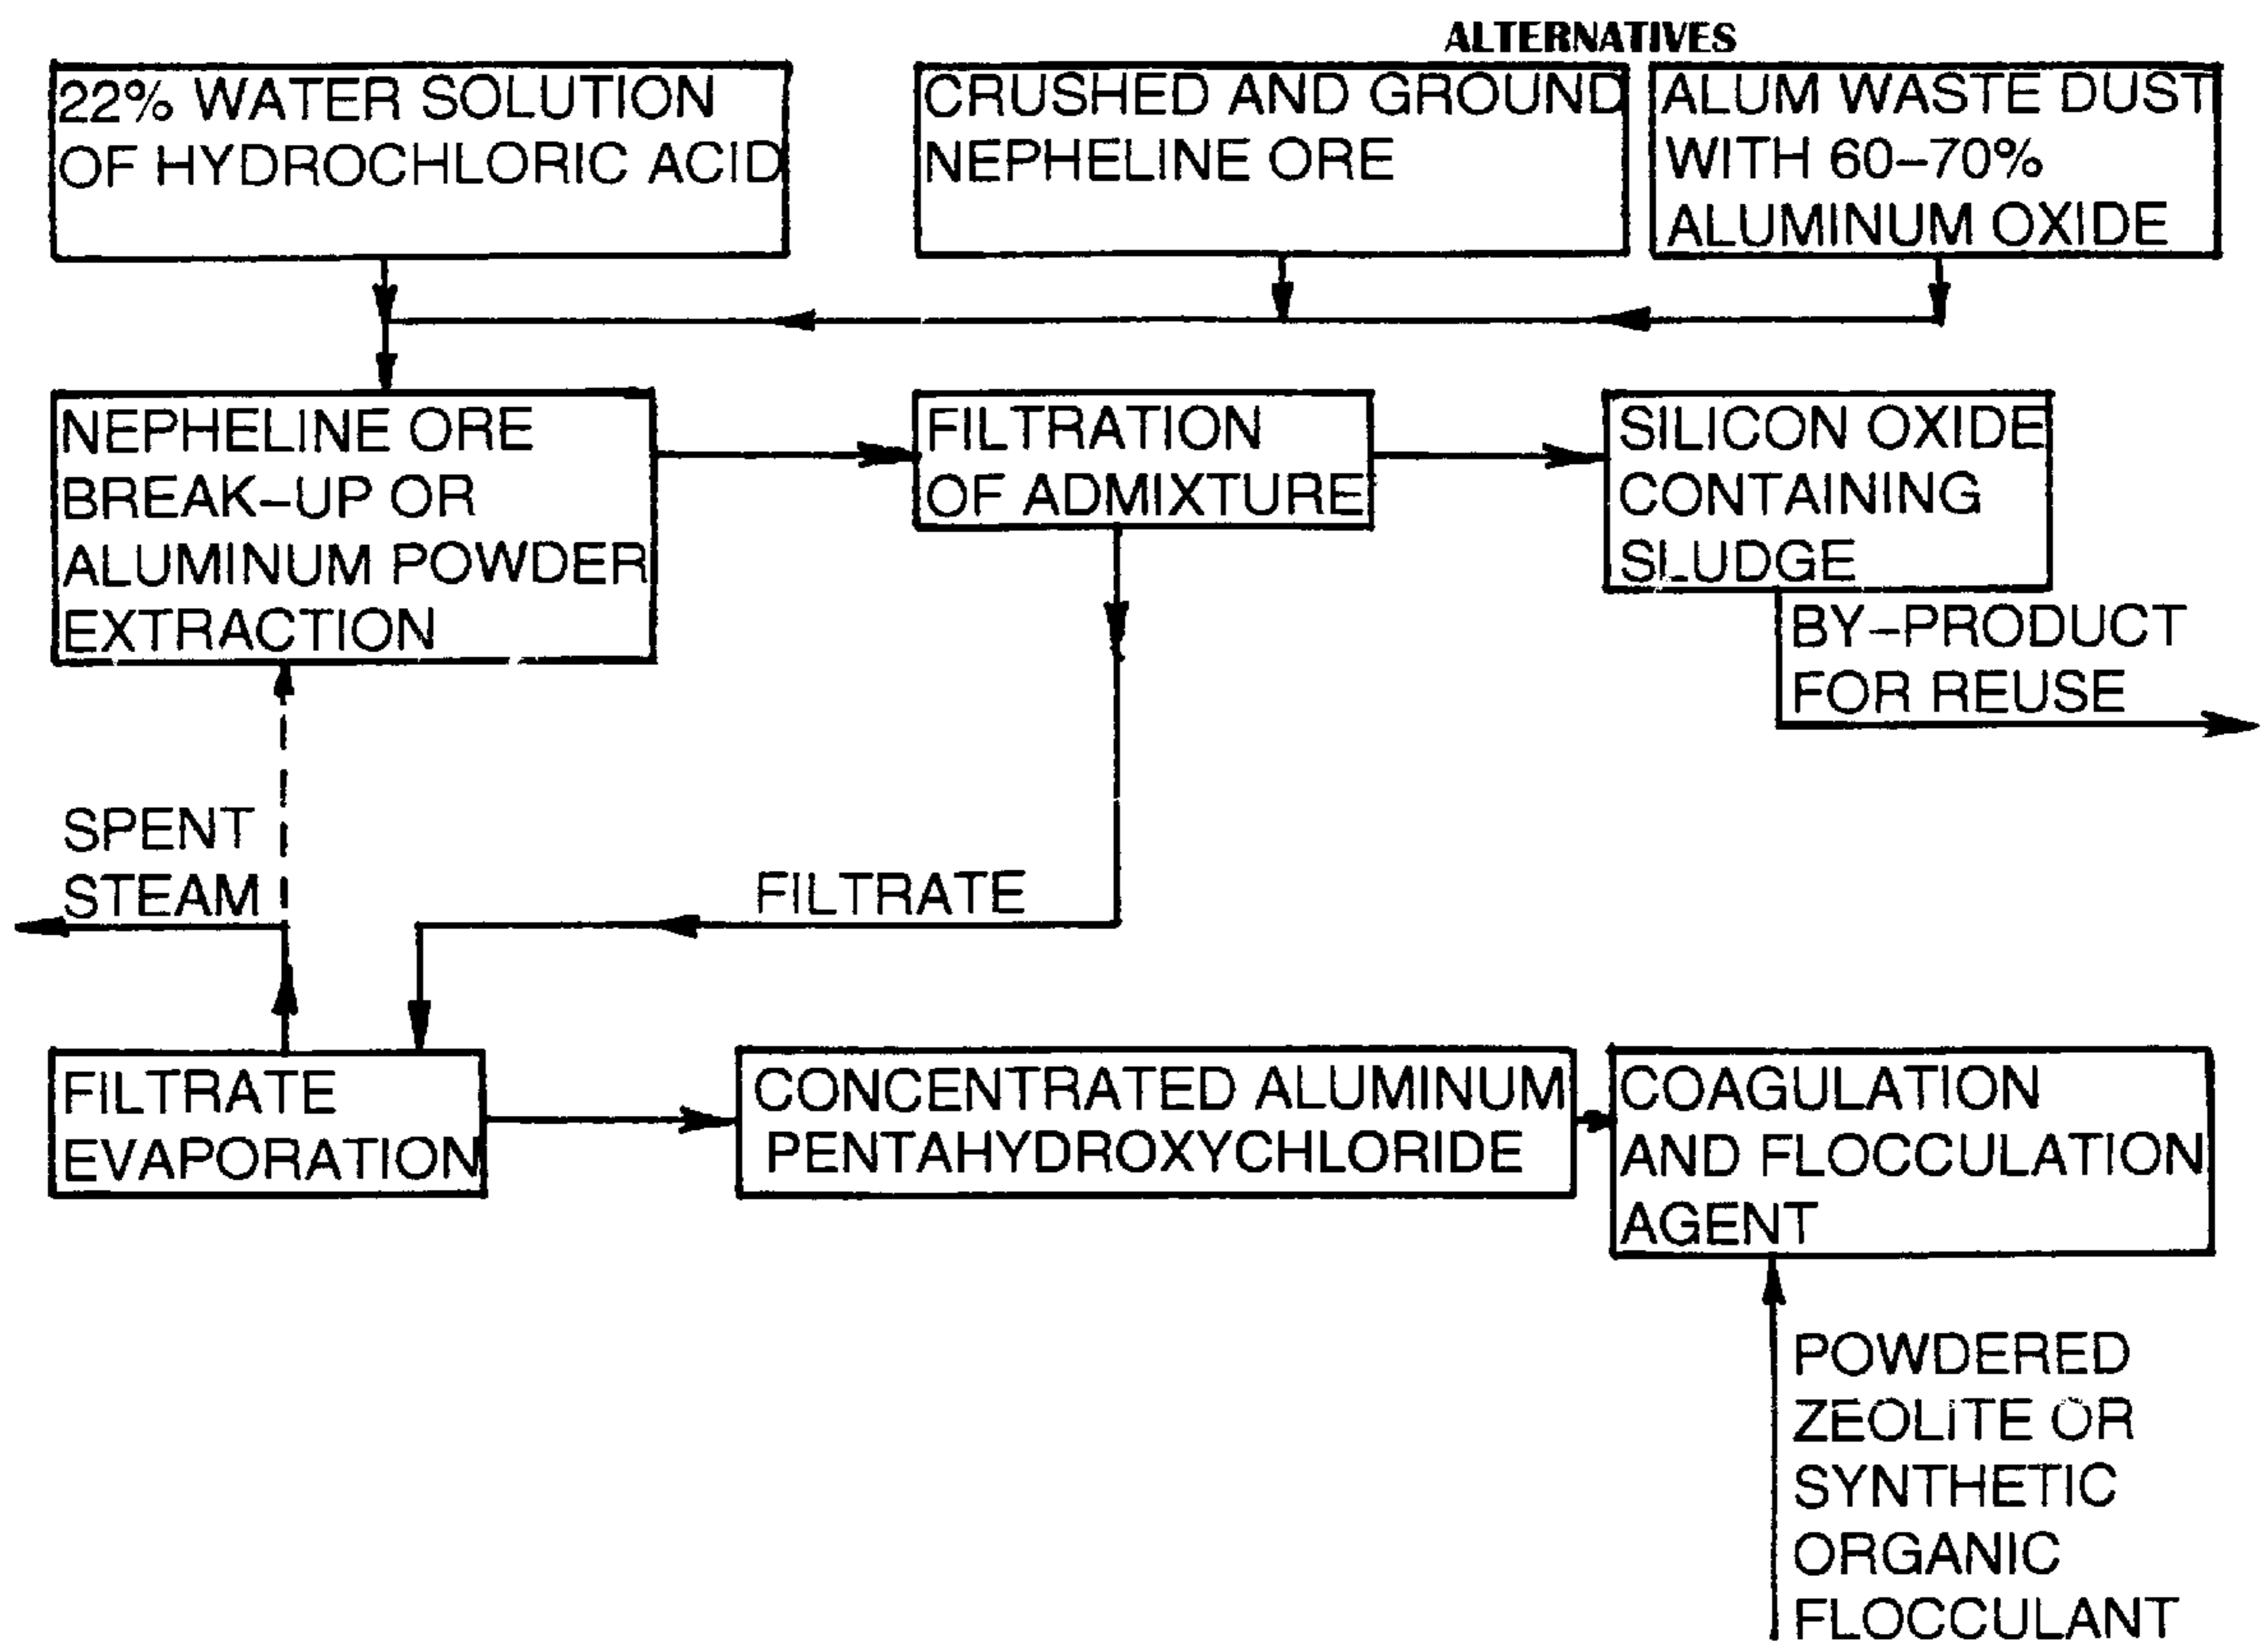 ALTERNATIVES
22% WATER SOLUTION
OF HYDROCHLORIC ACID
CRUSHED AND GROUND
NEPHELINE ORE
ALUM WASTE DUST
WITH 60–70%
ALUMINUM OXIDE
NEPHELINE ORE
BREAK–UP OR
ALUMINUM POWDER
EXTRACTION
FILTRATION
OF ADMIXTURE
SILICON OXIDE
CONTAINING
SLUDGE
BY–PRODUCT
FOR REUSE
SPENT
STEAM
FILTRATE
FILTRATE
EVAPORATION
CONCENTRATED ALUMINUM
PENTAHYDROXYCHLORIDE
COAGULATION
AND FLOCCULATION
AGENT
POWDERED
ZEOLITE OR
SYNTHETIC
ORGANIC
FLOCCULANT